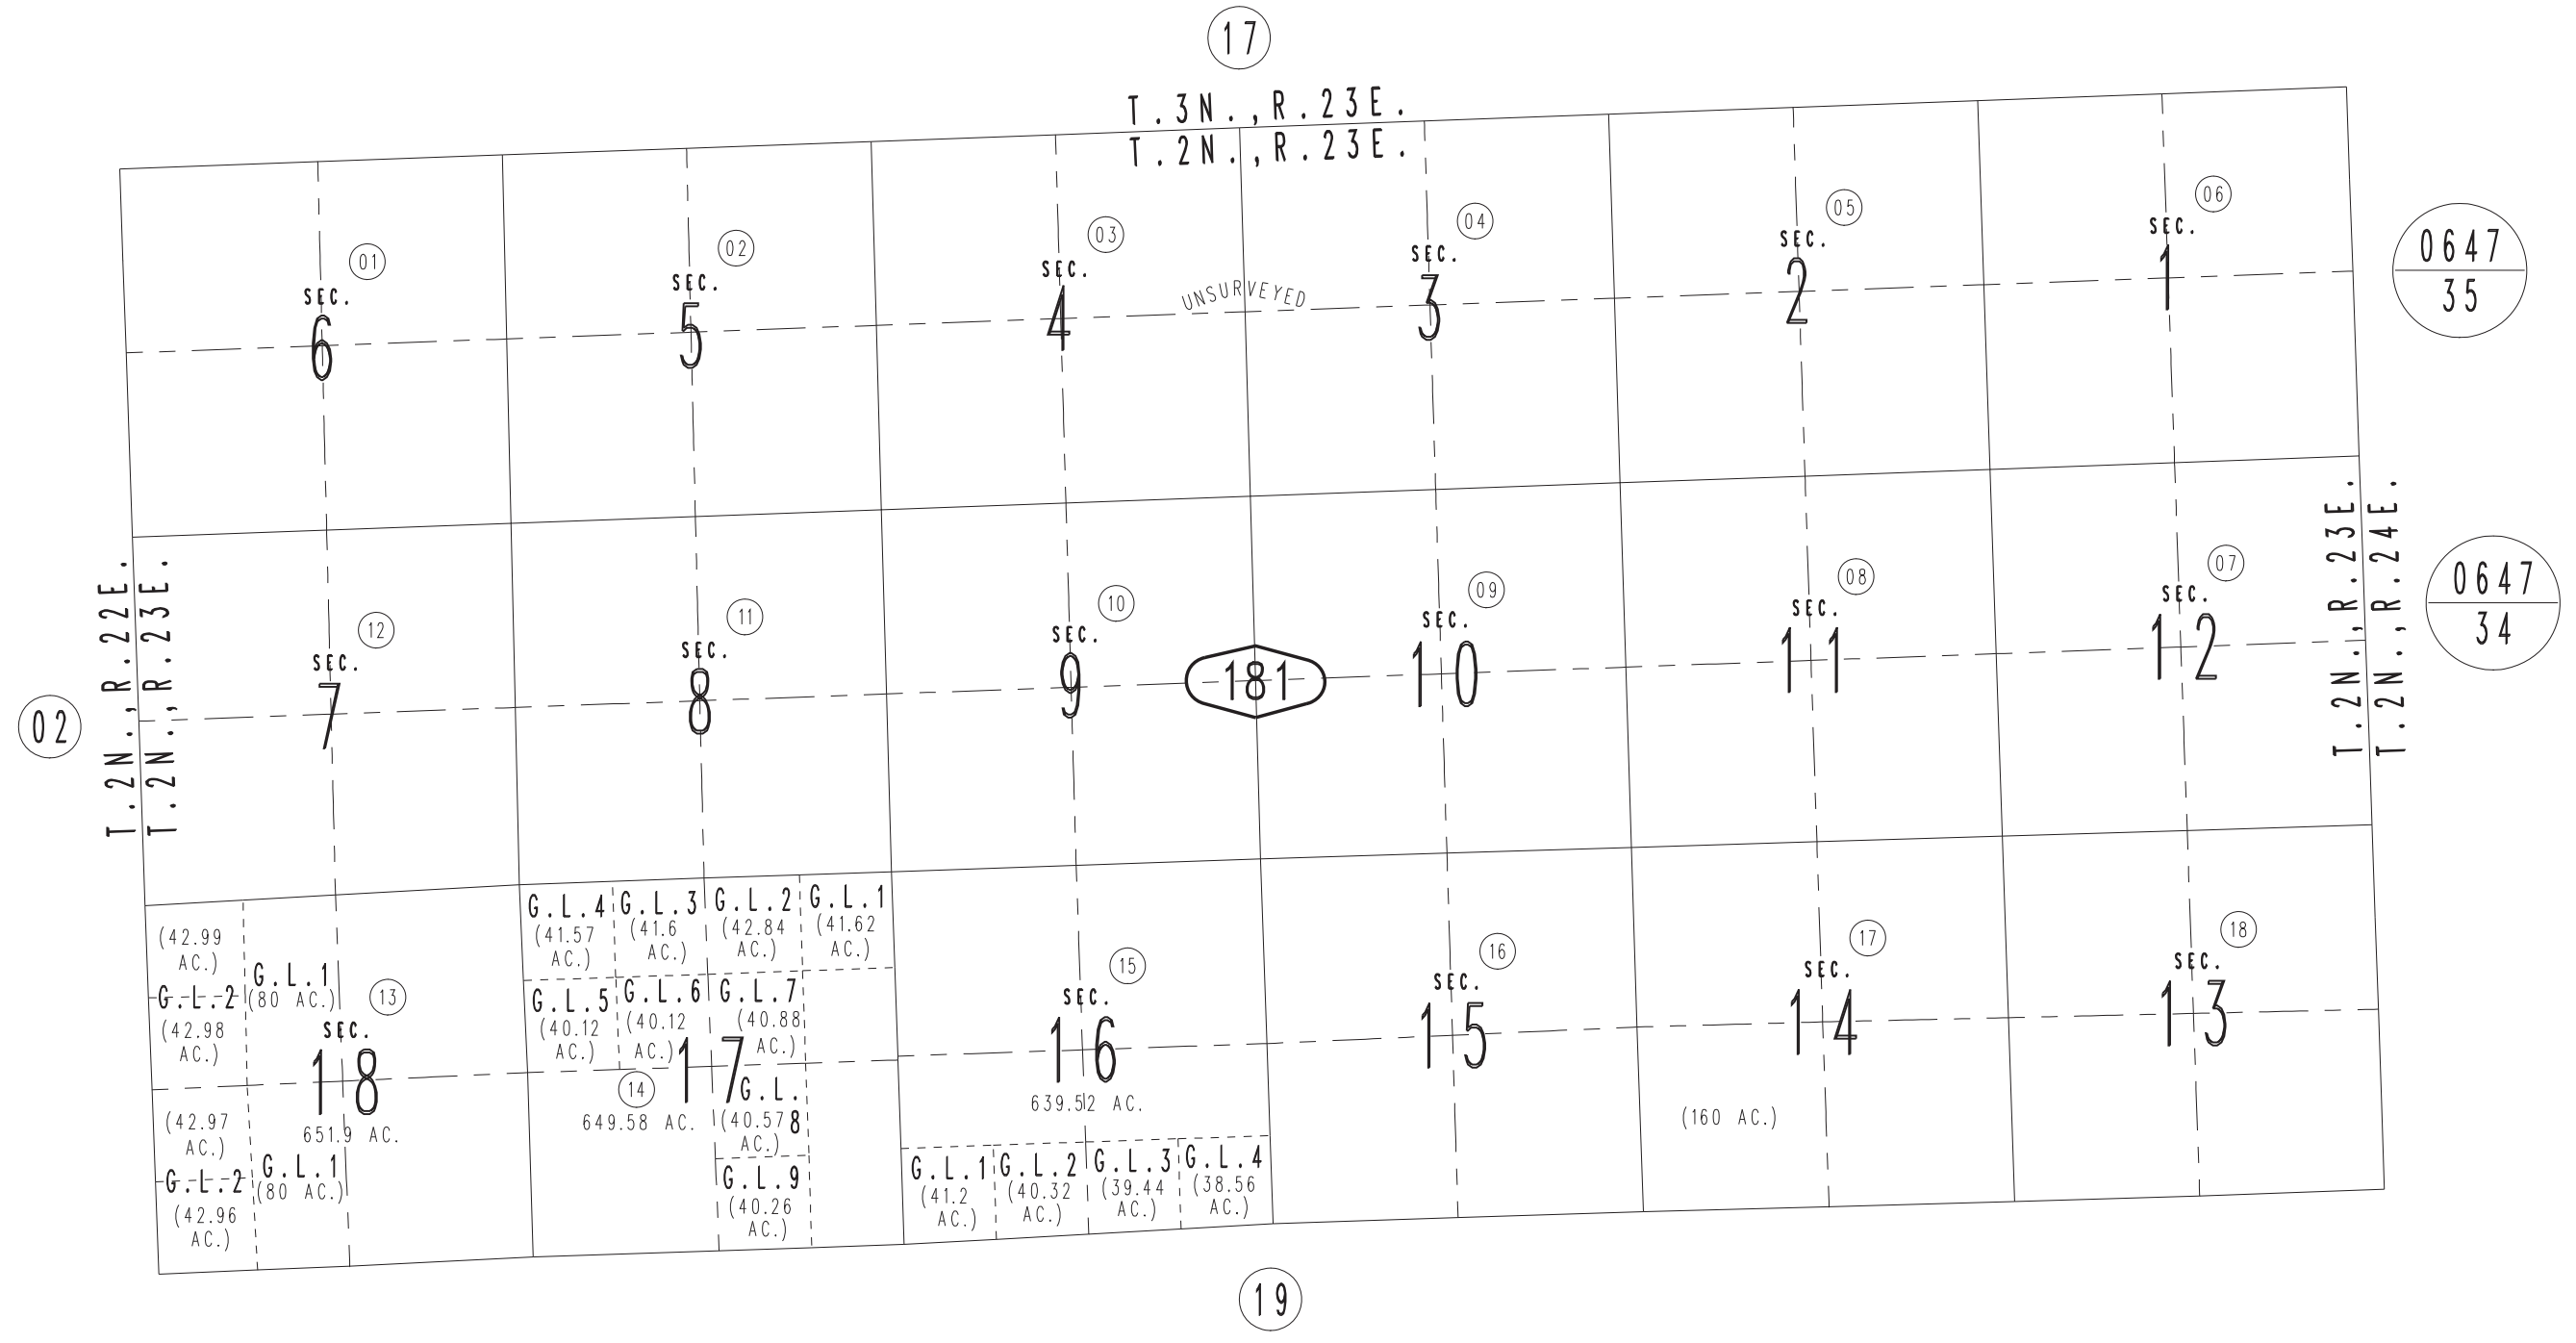 17
T.3N.,R.23E.
T.2N.,R.23E.
01
SEC.
6
02
SEC.
5
03
SEC.
4
UNSURVEYED
04
SEC.
3
05
SEC.
2
06
SEC.
1
0647
35
T.2N.,R.22E.
T.2N.,R.23E.
02
12
SEC.
7
11
SEC.
8
10
SEC.
9
181
09
SEC.
10
08
SEC.
11
07
SEC.
12
T.2N.,R.23E.
T.2N.,R.24E.
0647
34
(42.99
AC.)
G.L.2
(42.98
AC.)
G.L.1
(80 AC.)
13
SEC.
18
651.9 AC.
(42.97
AC.)
G.L.2
(42.96
AC.)
G.L.1
(80 AC.)
G.L.4
(41.57
AC.)
G.L.3
(41.6
AC.)
G.L.2
(42.84
AC.)
G.L.1
(41.62
AC.)
G.L.5
(40.12
AC.)
G.L.6
(40.12
AC.)
G.L.7
(40.88
AC.)
17
14
649.58 AC.
G.L.
8
(40.57
AC.)
G.L.9
(40.26
AC.)
15
SEC.
16
639.52 AC.
G.L.1
(41.2
AC.)
G.L.2
(40.32
AC.)
G.L.3
(39.44
AC.)
G.L.4
(38.56
AC.)
16
SEC.
15
17
SEC.
14
(160 AC.)
18
SEC.
13
19